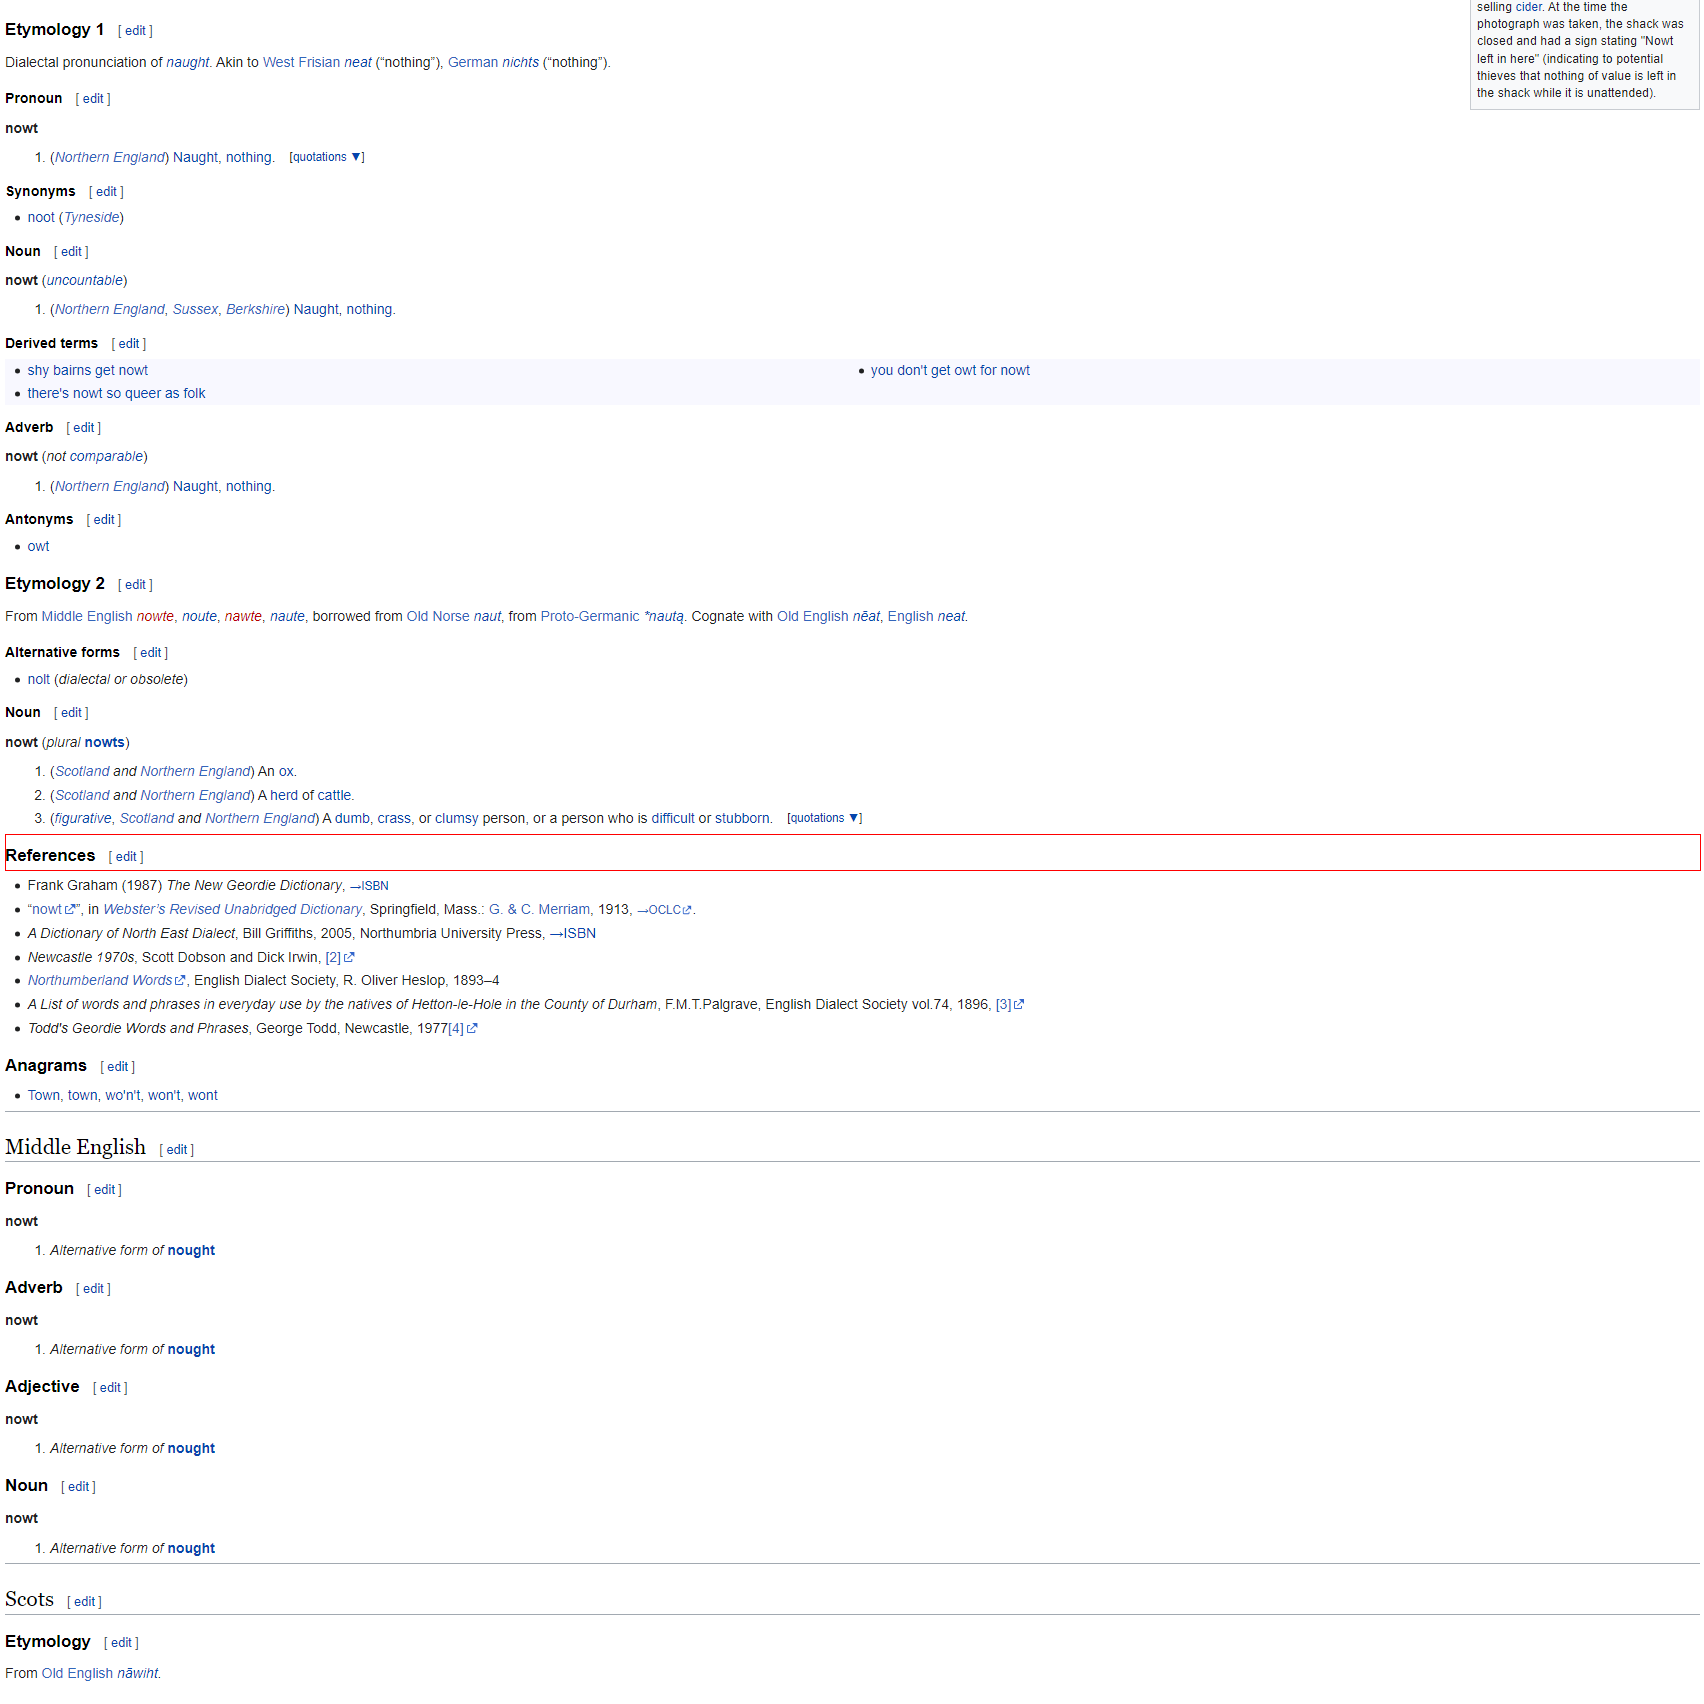 selling cider. At the time the
photograph was taken, the shack was
closed and had a sign stating "Nowt
left in here" (indicating to potential
thieves that nothing of value is left in
the shack while it is unattended).
Etymology 1 [ edit ]
Dialectal pronunciation of naught. Akin to West Frisian neat (“nothing”), German nichts (“nothing”).
Pronoun [ edit ]
nowt
1. (Northern England) Naught, nothing. [quotations ▼]
Synonyms [ edit ]
• noot (Tyneside)
Noun [ edit ]
nowt (uncountable)
1. (Northern England, Sussex, Berkshire) Naught, nothing.
Derived terms [ edit ]
• shy bairns get nowt
• there's nowt so queer as folk
• you don't get owt for nowt
Adverb [ edit ]
nowt (not comparable)
1. (Northern England) Naught, nothing.
Antonyms [ edit ]
• owt
Etymology 2 [ edit ]
From Middle English nowte, noute, nawte, naute, borrowed from Old Norse naut, from Proto-Germanic *nautą. Cognate with Old English nēat, English neat.
Alternative forms [ edit ]
• nolt (dialectal or obsolete)
Noun [ edit ]
nowt (plural nowts)
1. (Scotland and Northern England) An ox.
2. (Scotland and Northern England) A herd of cattle.
3. (figurative, Scotland and Northern England) A dumb, crass, or clumsy person, or a person who is difficult or stubborn. [quotations ▼]
References [ edit ]
• Frank Graham (1987) The New Geordie Dictionary, →ISBN
• “nowt”, in Webster’s Revised Unabridged Dictionary, Springfield, Mass.: G. & C. Merriam, 1913, →OCLC.
• A Dictionary of North East Dialect, Bill Griffiths, 2005, Northumbria University Press, →ISBN
• Newcastle 1970s, Scott Dobson and Dick Irwin, [2]
• Northumberland Words, English Dialect Society, R. Oliver Heslop, 1893–4
• A List of words and phrases in everyday use by the natives of Hetton-le-Hole in the County of Durham, F.M.T.Palgrave, English Dialect Society vol.74, 1896, [3]
• Todd's Geordie Words and Phrases, George Todd, Newcastle, 1977[4]
Anagrams [ edit ]
• Town, town, wo'n't, won't, wont
Middle English [ edit ]
Pronoun [ edit ]
nowt
1. Alternative form of nought
Adverb [ edit ]
nowt
1. Alternative form of nought
Adjective [ edit ]
nowt
1. Alternative form of nought
Noun [ edit ]
nowt
1. Alternative form of nought
Scots [ edit ]
Etymology [ edit ]
From Old English nāwiht.